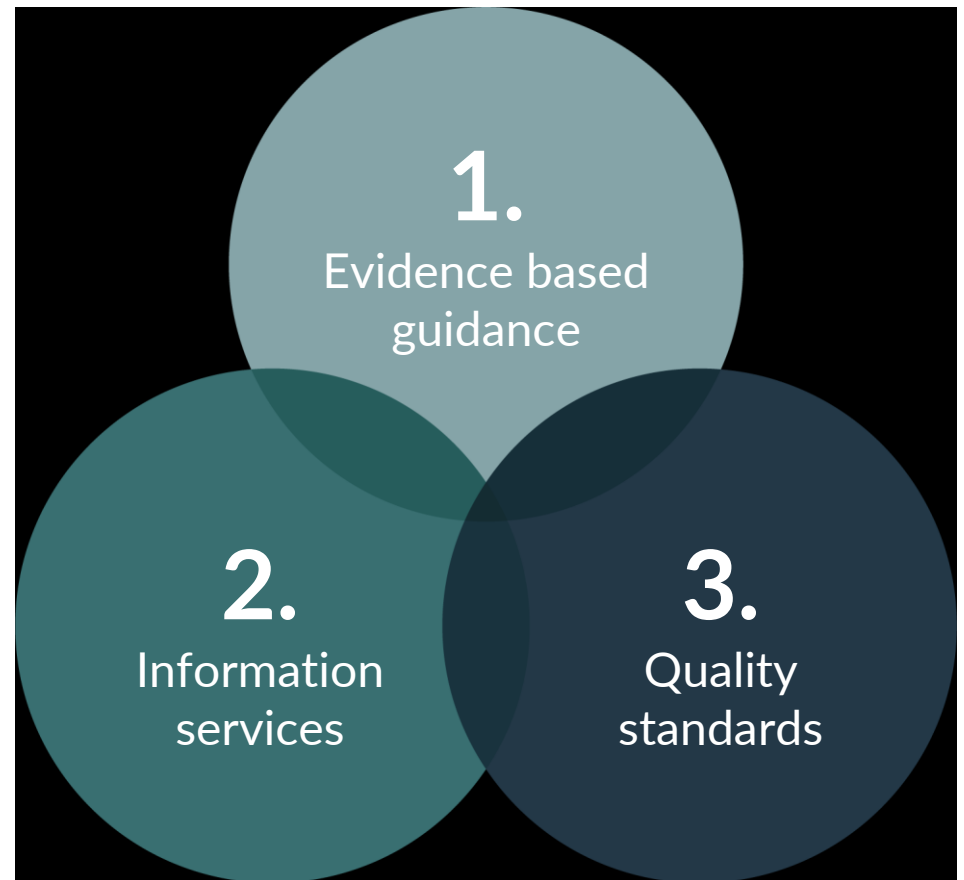 1.
Evidence based
guidance
2.
Information
services
3.
Quality
standards